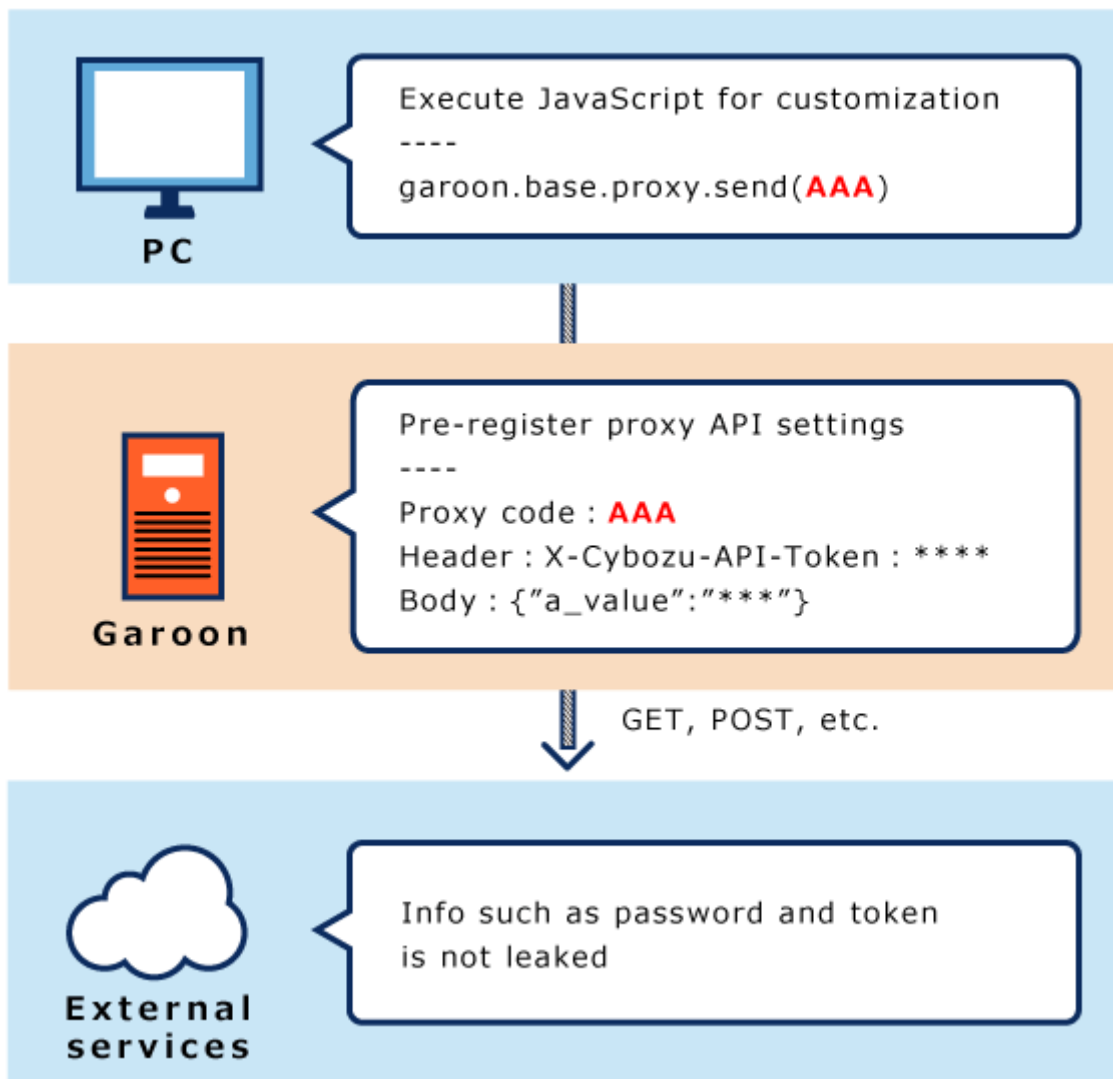 Execute JavaScript for customization
----
garoon.base.proxy.send(AAA)
PC
Pre-register proxy API settings
----
Proxy code : AAA
Header : X-Cybozu-API-Token : ****
Body : {”a_value”:”***”}
Garoon
GET, POST, etc.
Info such as password and token
is not leaked
External
services